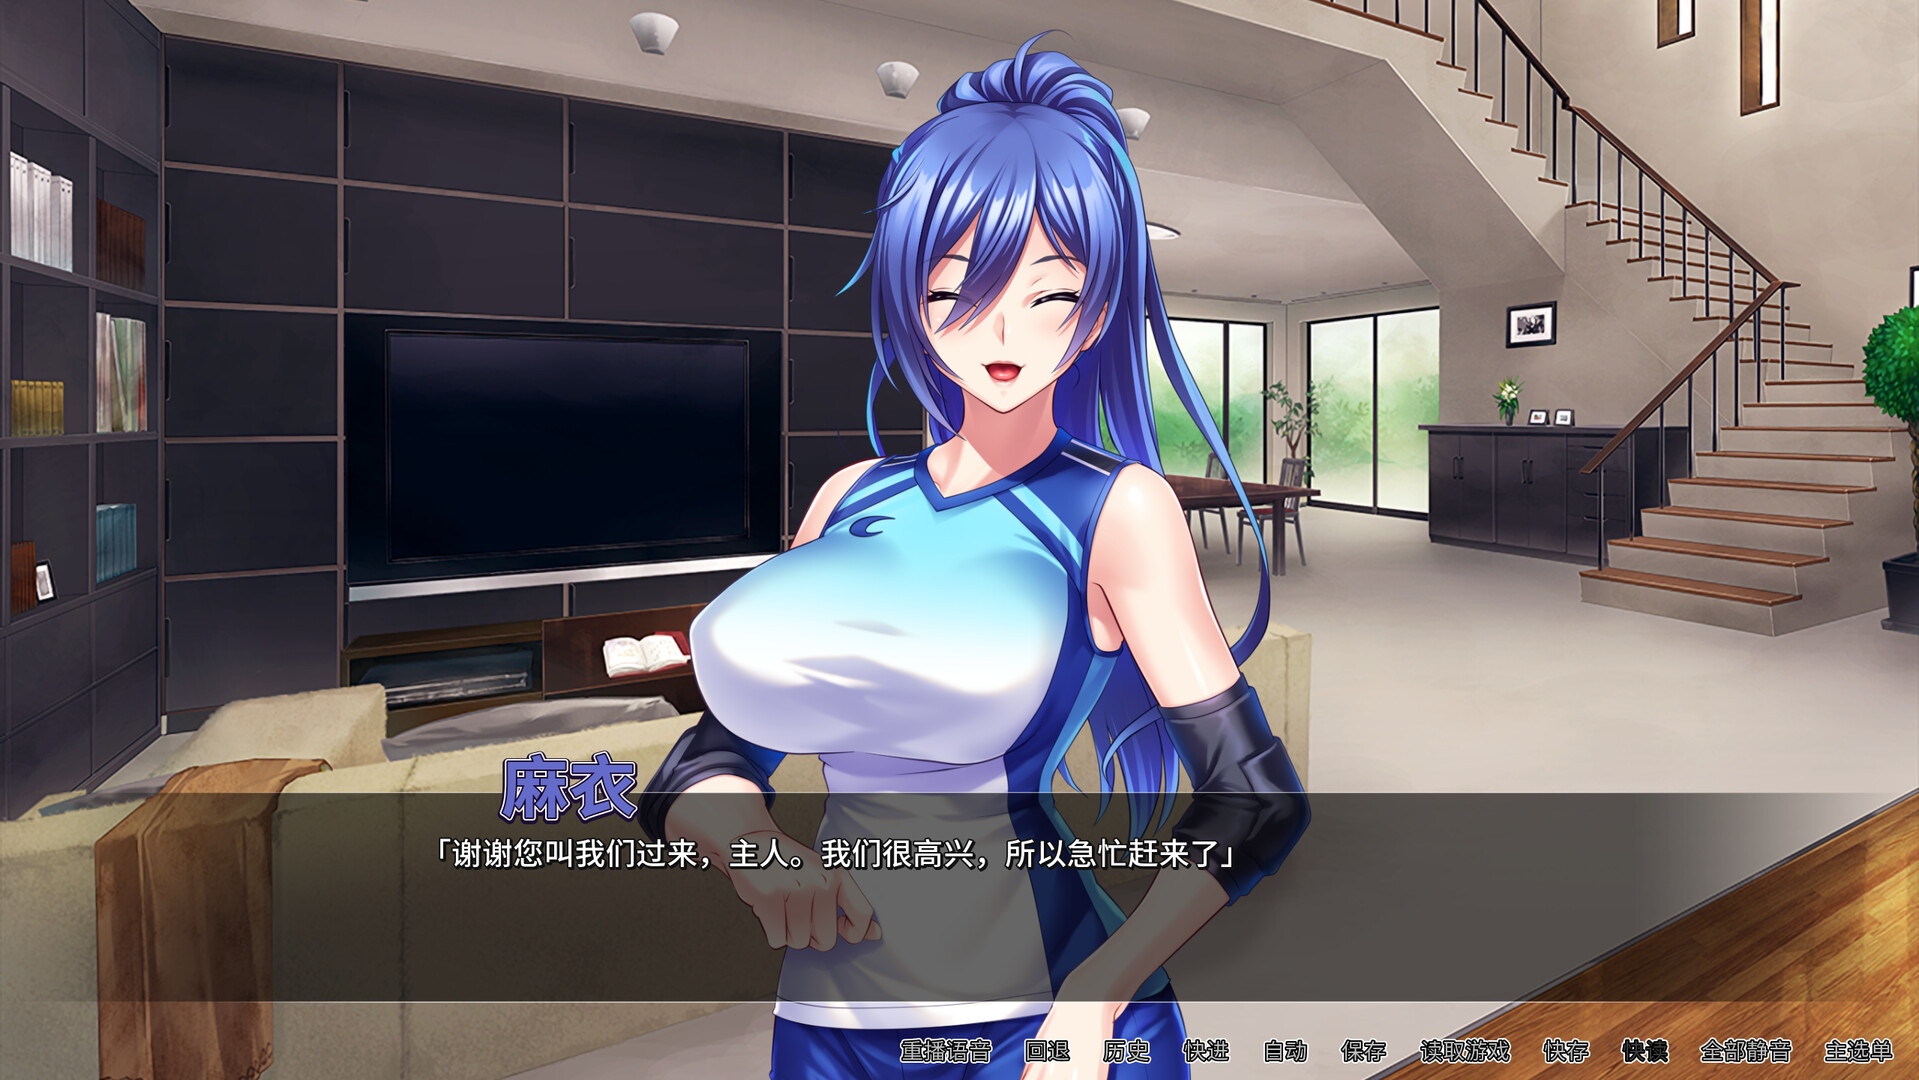 麻衣
「谢谢您叫我们过来，主人。我们很高兴，所以急忙赶来了」
重播语音 回退 历史 快进 自动 保存 读取游戏 快存 快读 全部静音 主选单